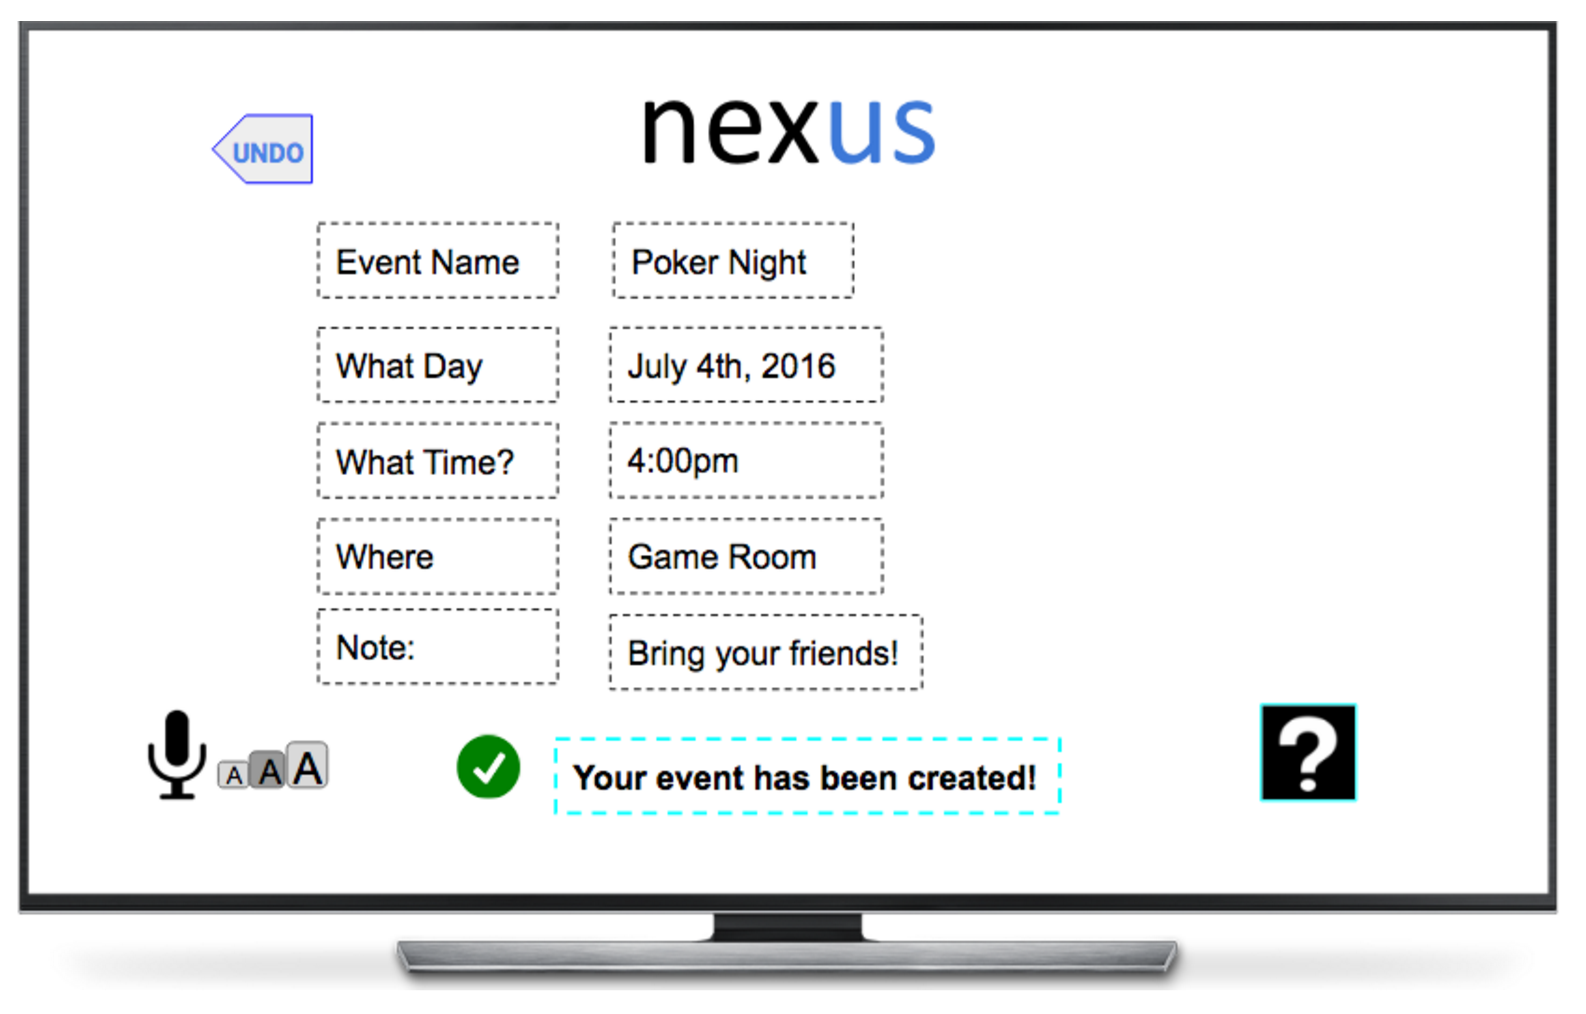 nexus
UNDO
Event Name
Poker Night
What Day
July 4th, 2016
What Time?
4:00pm
Where
Game Room
Note:
Bring your friends!
A A A
Your event has been created!
?